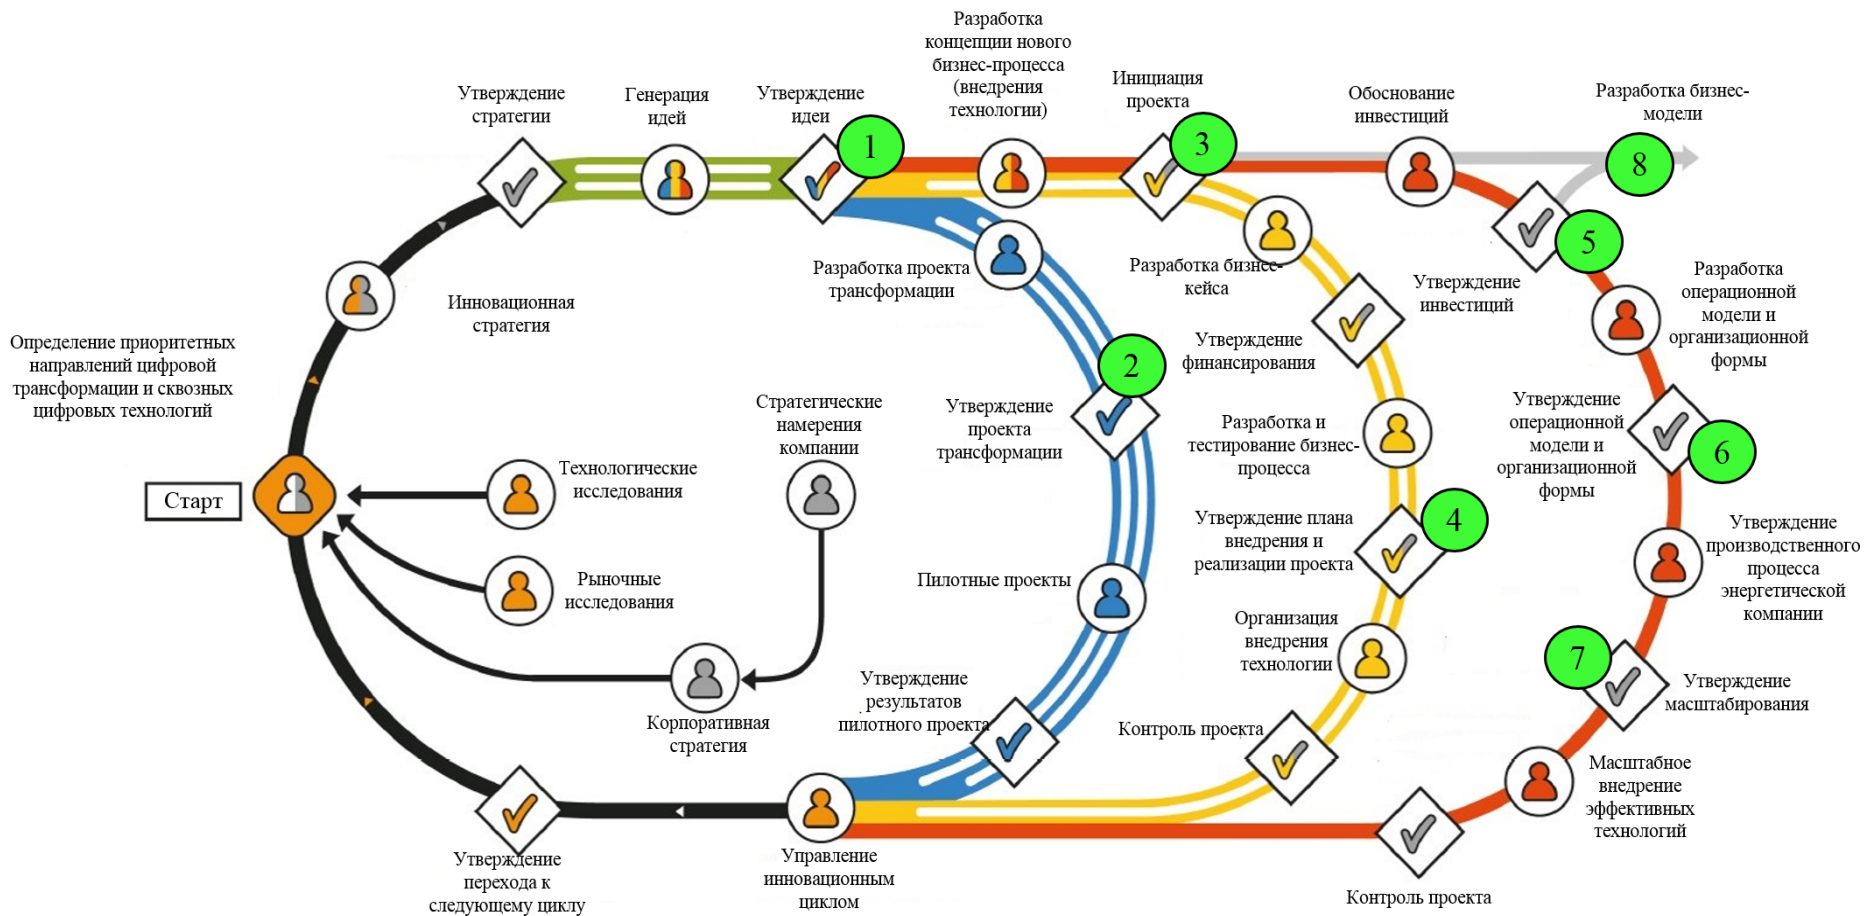 Разработка
концепции нового
бизнес-процесса
(внедрения
технологии)
Утверждение
стратегии
Генерация
идей
Утверждение
идеи
Инициация
проекта
Обоснование
инвестиций
Разработка бизнес-
модели
1
3
8
5
Инновационная
стратегия
Разработка проекта
трансформации
Разработка бизнес-
кейса
Утверждение
инвестиций
Разработка
операционной
модели и
организационной
формы
Определение приоритетных
направлений цифровой
трансформации и сквозных
цифровых технологий
2
Утверждение
финансирования
Стратегические
намерения
компании
Утверждение
проекта
трансформации
Разработка и
тестирование бизнес-
процесса
Утверждение
операционной
модели и
организационной
формы
6
Старт
Технологические
исследования
4
Утверждение плана
внедрения и
реализации проекта
Утверждение
производственного
процесса
энергетической
компании
Рыночные
исследования
Пилотные проекты
Организация
внедрения
технологии
7
Утверждение
масштабирования
Корпоративная
стратегия
Утверждение
результатов
пилотного проекта
Контроль проекта
Масштабное
внедрение
эффективных
технологий
Утверждение
перехода к
следующему циклу
Управление
инновационным
циклом
Контроль проекта